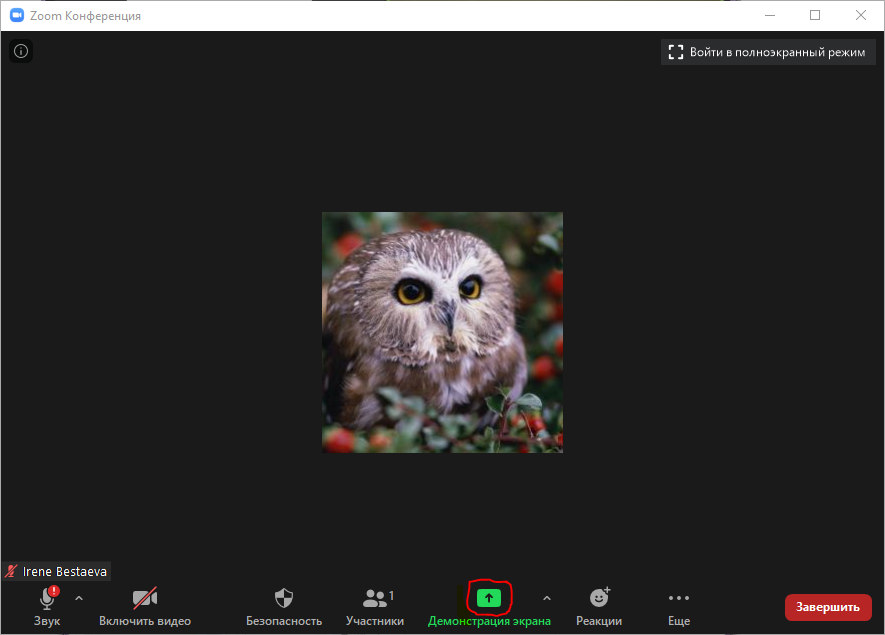 Zoom Конференция
Войти в полноэкранный режим
Irene Bestaeva
1
Звук
Включить видео
Безопасность
Участники
Демонстрация экрана
Реакции
Еще
Завершить